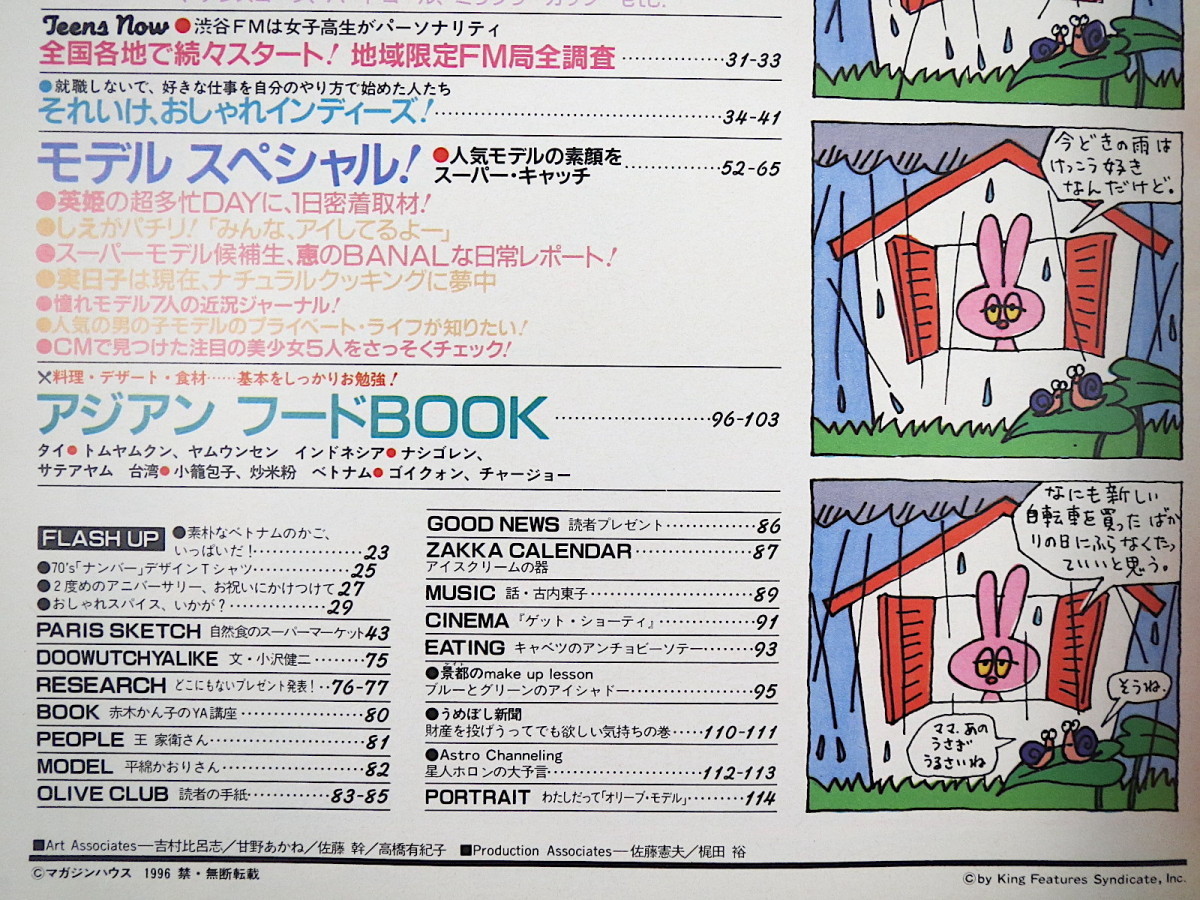 etc.
Teens Now ●渋谷FMは女子高生がパーソナリティ
全国各地で続々スタート! 地域限定FM局全調査 31-33
●就職しないで、好きな仕事を自分のやり方で始めた人たち
それいけ、おしゃれインディーズ! 34-41
モデル スペシャル! ●人気モデルの素顔を
スーパー・キャッチ 52-65
●英姫の超多忙DAYに、1日密着取材!
●しえがパチリ!「みんな、アイしてるよー」
●スーパーモデル候補生、恵のBANALな日常レポート!
●実日子は現在、ナチュラルクッキングに夢中
●憧れモデル7人の近況ジャーナル!
●人気の男の子モデルのプライベート・ライフが知りたい!
●CMで見つけた注目の美少女5人をさっそくチェック!
料理・デザート・食材……基本をしっかりお勉強!
アジアン フードBOOK 96-103
タイ●トムヤムクン、ヤムウンセン インドネシア●ナシゴレン、
サテアヤム 台湾●小籠包子、炒米粉 ベトナム●ゴイクォン、チャージョー
FLASH UP ●素朴なベトナムのかご、
いっぱいだ! 23
●70's「ナンバー」デザインTシャツ 25
●2度めのアニバーサリー、お祝いにかけつけて 27
●おしゃれスパイス、いかが? 29
PARIS SKETCH 自然食のスーパーマーケット 43
DOOWUTCHYALIKE 文・小沢健二 75
RESEARCH どこにもないプレゼント発表! 76-77
BOOK 赤木かん子のYA講座 80
PEOPLE 王 家衛さん 81
MODEL 平綿かおりさん 82
OLIVE CLUB 読者の手紙 83-85
GOOD NEWS 読者プレゼント 86
ZAKKA CALENDAR 87
アイスクリームの器
MUSIC 話・古内東子 89
CINEMA 『ゲット・ショーティ』 91
EATING キャベツのアンチョビーソテー 93
●景都のmake up lesson
ブルーとグリーンのアイシャドー 95
●うめぼし新聞
財産を投げうってでも欲しい気持ちの巻 110-111
●Astro Channeling
星人ホロンの大予言 112-113
PORTRAIT わたしだって「オリーブ・モデル」 114
■Art Associates―吉村比呂志/甘野あかね/佐藤 幹/高橋有紀子 ■Production Associates―佐藤憲夫/梶田 裕
©マガジンハウス 1996 禁・無断転載
今どきの雨は
けっこう好き
なんだけど。
なにも新しい
自転車を買ったばか
りの日にふらなくたっ
ていいと思う。
そうね.
ママ、あの
うさぎ
うるさいね
©by King Features Syndicate, Inc.